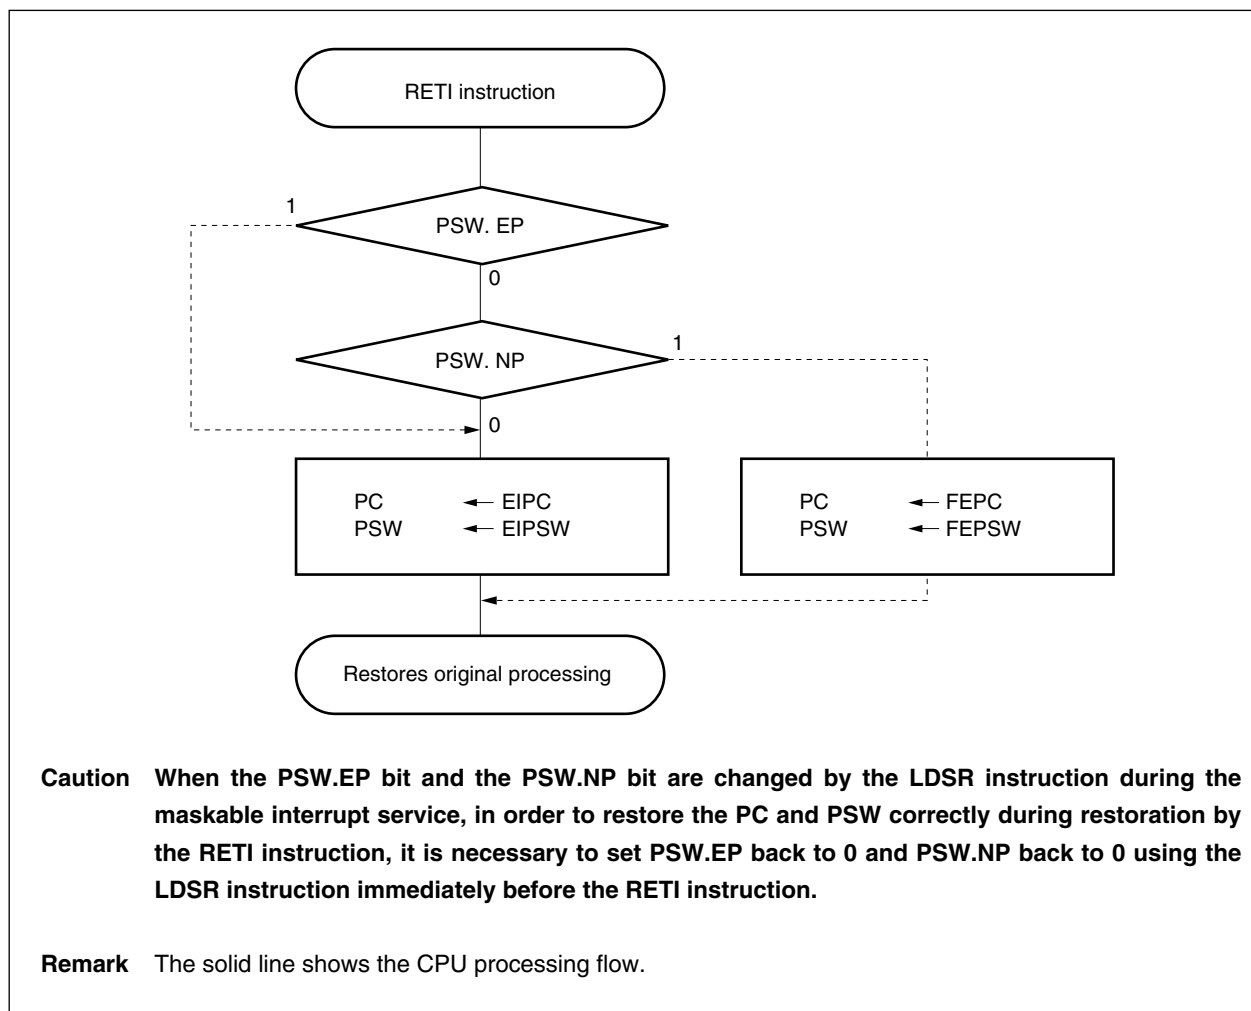 RETI instruction
1
PSW. EP
0
1
PSW. NP
0
PC ← EIPC
PSW ← EIPSW
PC ← FEPC
PSW ← FEPSW
Restores original processing
Caution When the PSW.EP bit and the PSW.NP bit are changed by the LDSR instruction during the
maskable interrupt service, in order to restore the PC and PSW correctly during restoration by
the RETI instruction, it is necessary to set PSW.EP back to 0 and PSW.NP back to 0 using the
LDSR instruction immediately before the RETI instruction.
Remark The solid line shows the CPU processing flow.